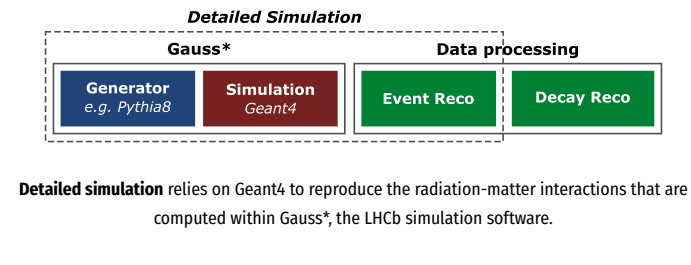 Detailed Simulation
Gauss*
Data processing
Generator
e.g. Pythia8
Simulation
Geant4
Event Reco
Decay Reco
Detailed simulation relies on Geant4 to reproduce the radiation-matter interactions that are
computed within Gauss*, the LHCb simulation software.